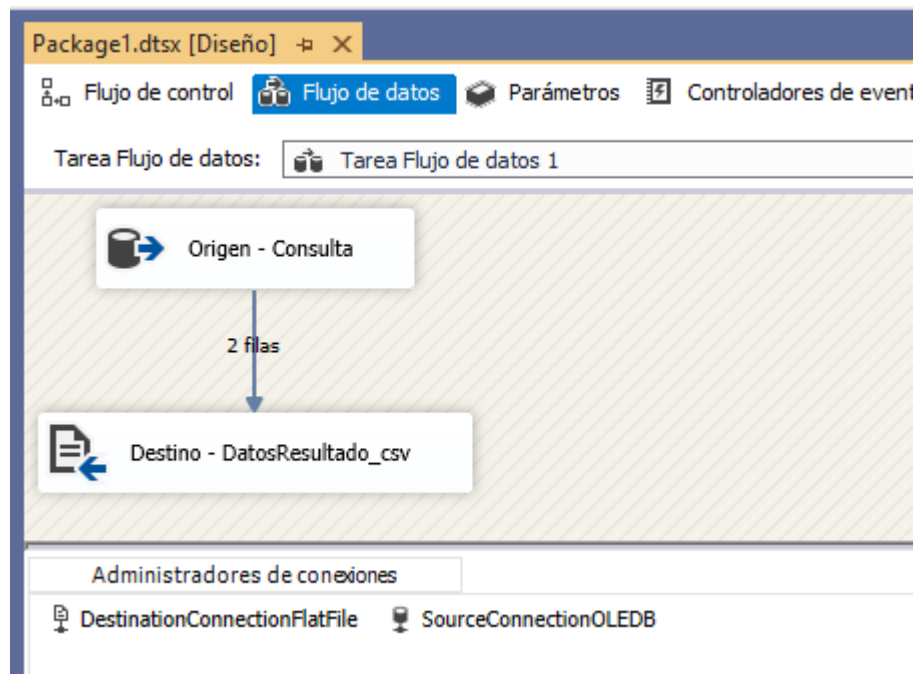 Package1.dtsx [Diseño]
Flujo de control Flujo de datos Parámetros Controladores de event
Tarea Flujo de datos: Tarea Flujo de datos 1
Origen - Consulta
2 filas
Destino - DatosResultado_csv
Administradores de conexiones
DestinationConnectionFlatFile SourceConnectionOLEDB